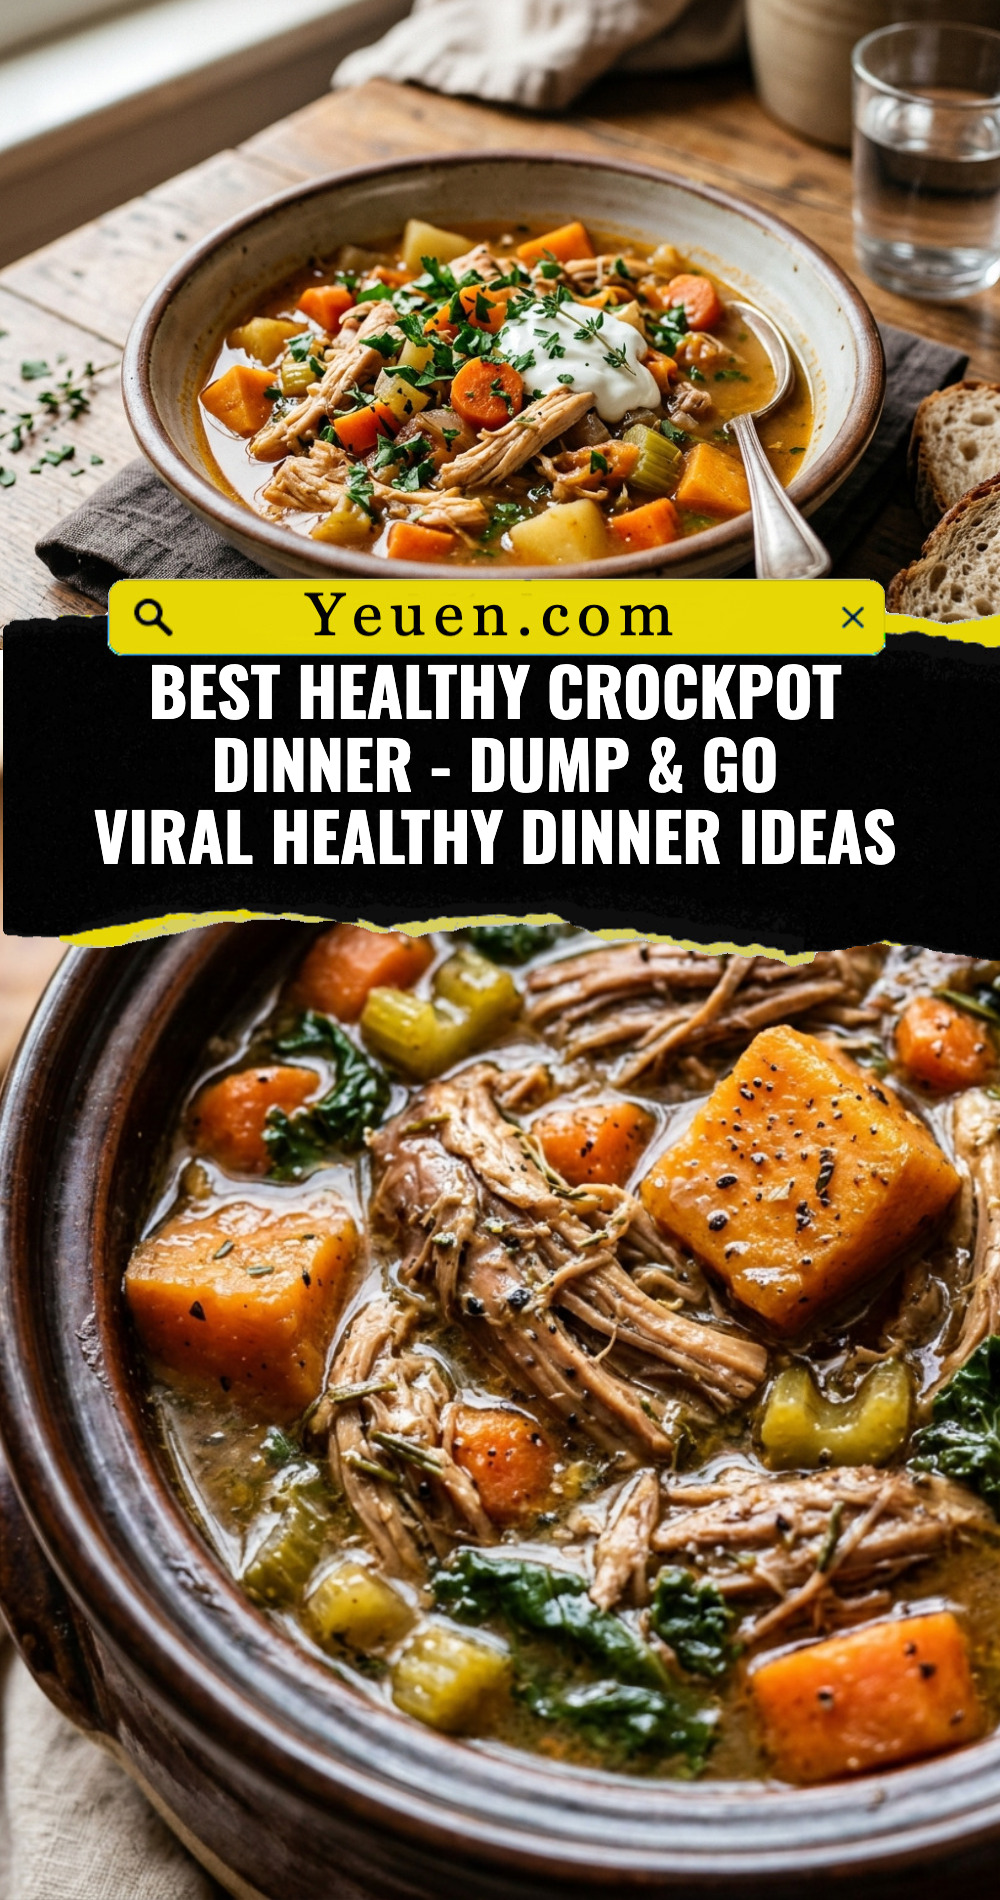 Yeuen.com
BEST HEALTHY CROCKPOT
DINNER - DUMP & GO
VIRAL HEALTHY DINNER IDEAS